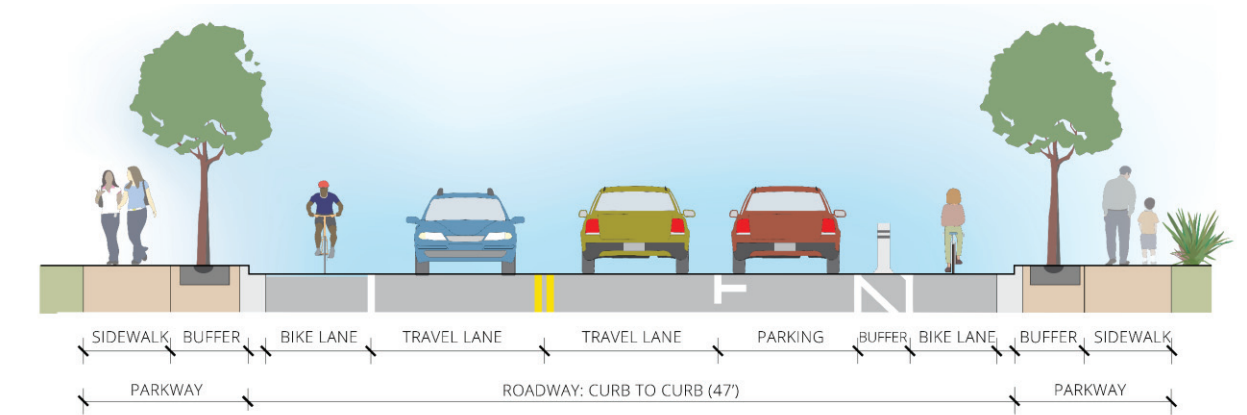 SIDEWALK BUFFER BIKE LANE TRAVEL LANE TRAVEL LANE PARKING BUFFER BIKE LANE BUFFER SIDEWALK
PARKWAY ROADWAY: CURB TO CURB (47') PARKWAY